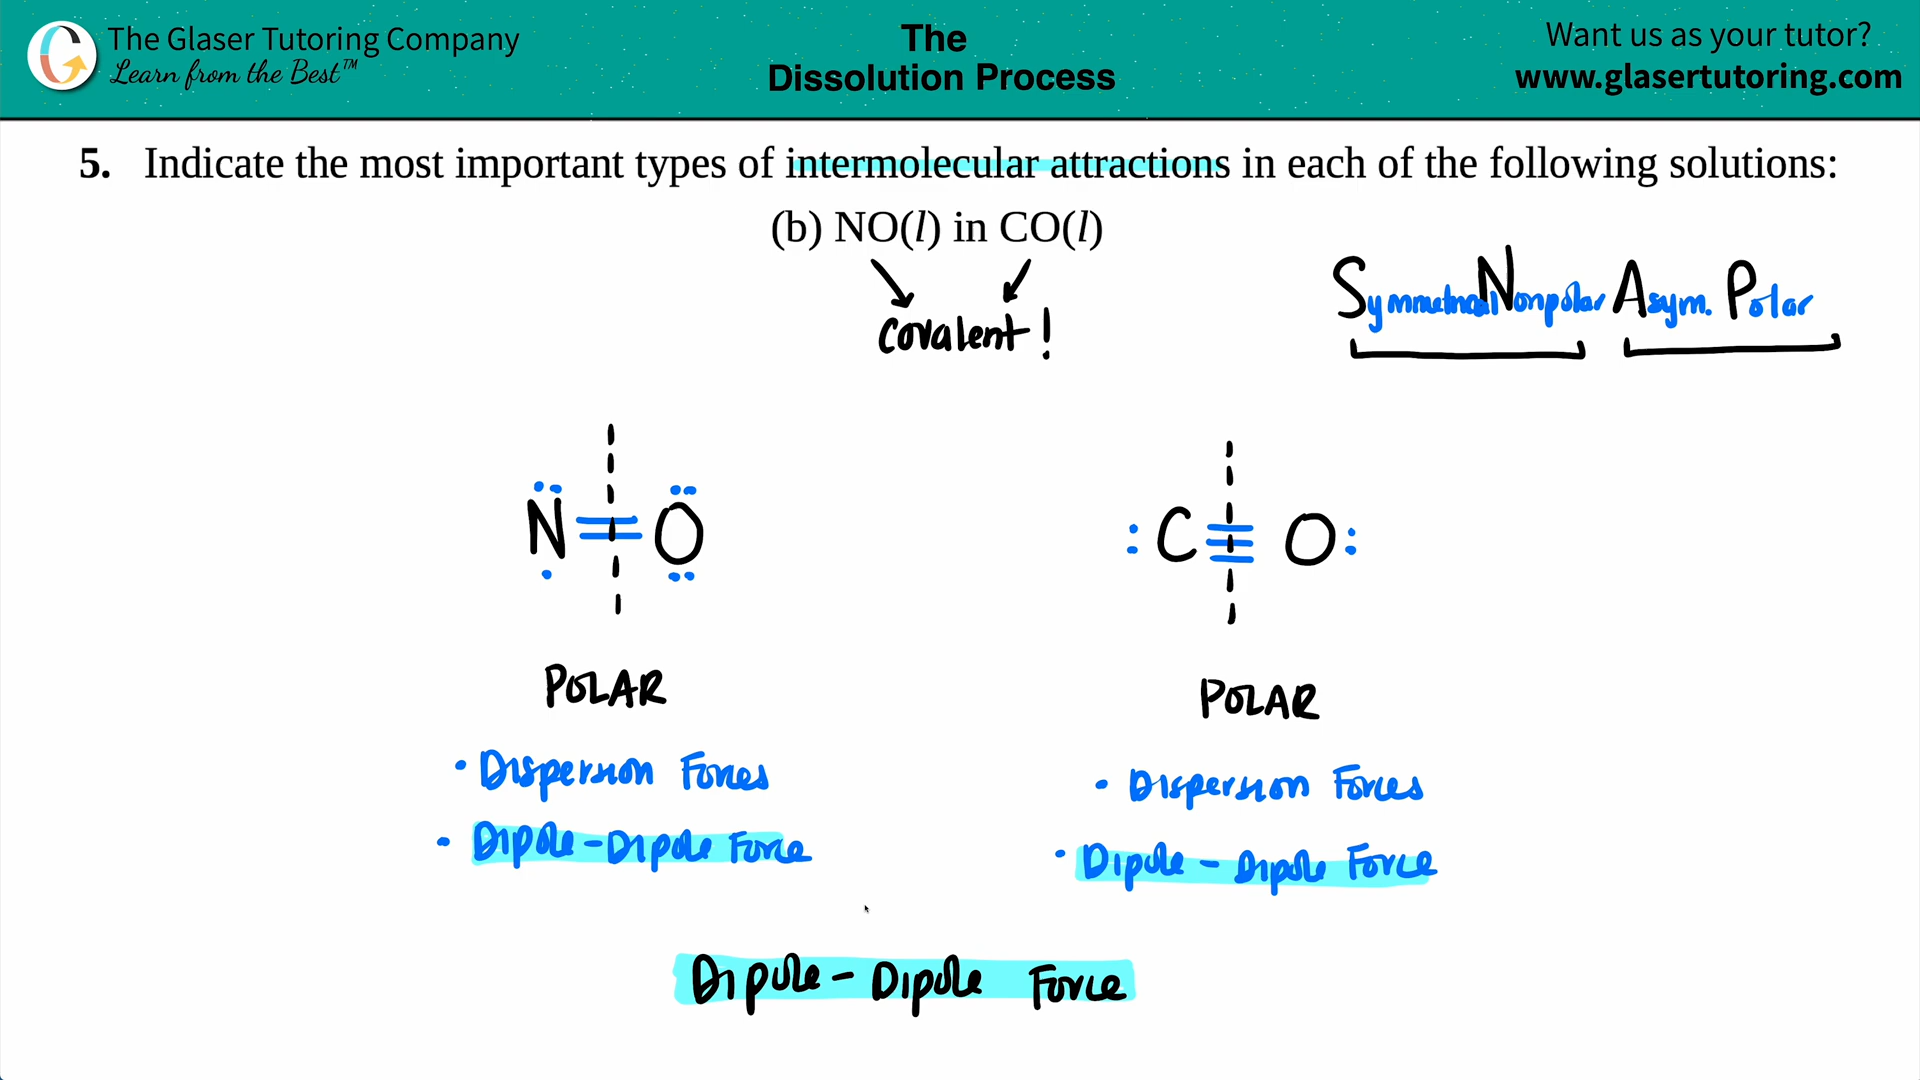 The Glaser Tutoring Company
Learn from the Best™
The
Dissolution Process
Want us as your tutor?
www.glasertutoring.com
5. Indicate the most important types of intermolecular attractions in each of the following solutions:
(b) NO(l) in CO(l)
Covalent!
Symmetrical Nonpolar Asym. Polar
N O
:C≡O:
POLAR
POLAR
• Dispersion Forces
• Dispersion Forces
• Dipole-Dipole Force
• Dipole-Dipole Force
Dipole-Dipole Force